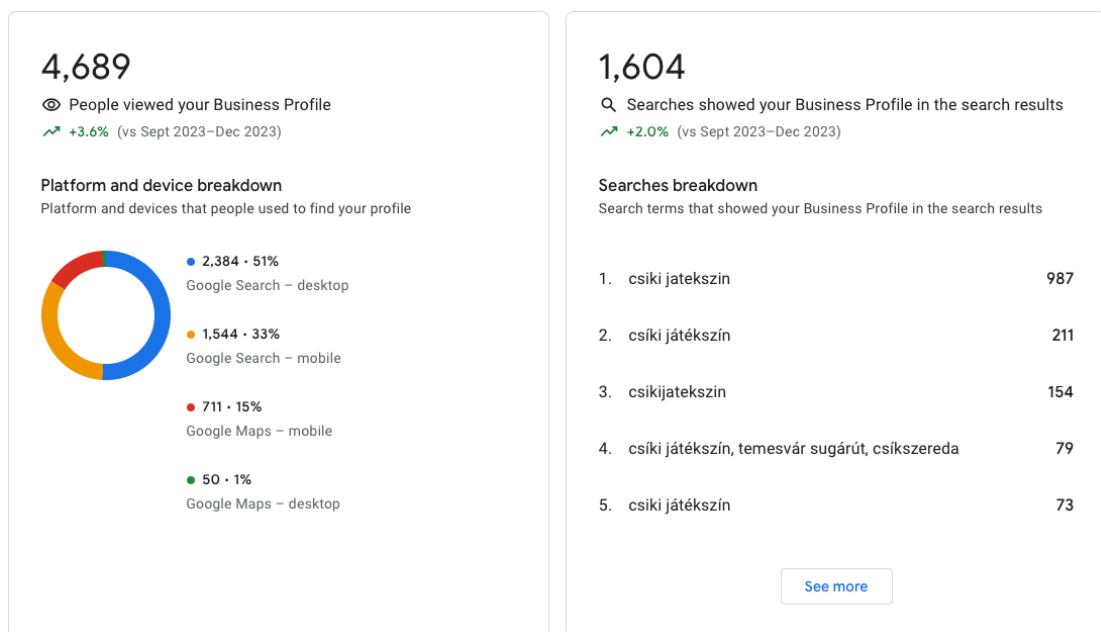 4,689
People viewed your Business Profile
+3.6% (vs Sept 2023–Dec 2023)
Platform and device breakdown
Platform and devices that people used to find your profile
2,384 • 51%
Google Search – desktop
1,544 • 33%
Google Search – mobile
711 • 15%
Google Maps – mobile
50 • 1%
Google Maps – desktop
1,604
Searches showed your Business Profile in the search results
+2.0% (vs Sept 2023–Dec 2023)
Searches breakdown
Search terms that showed your Business Profile in the search results
1. csiki jatekszin 987
2. csíki játékszín 211
3. csikijatekszin 154
4. csíki játékszín, temesvár sugárút, csíkszereda 79
5. csiki játékszín 73
See more